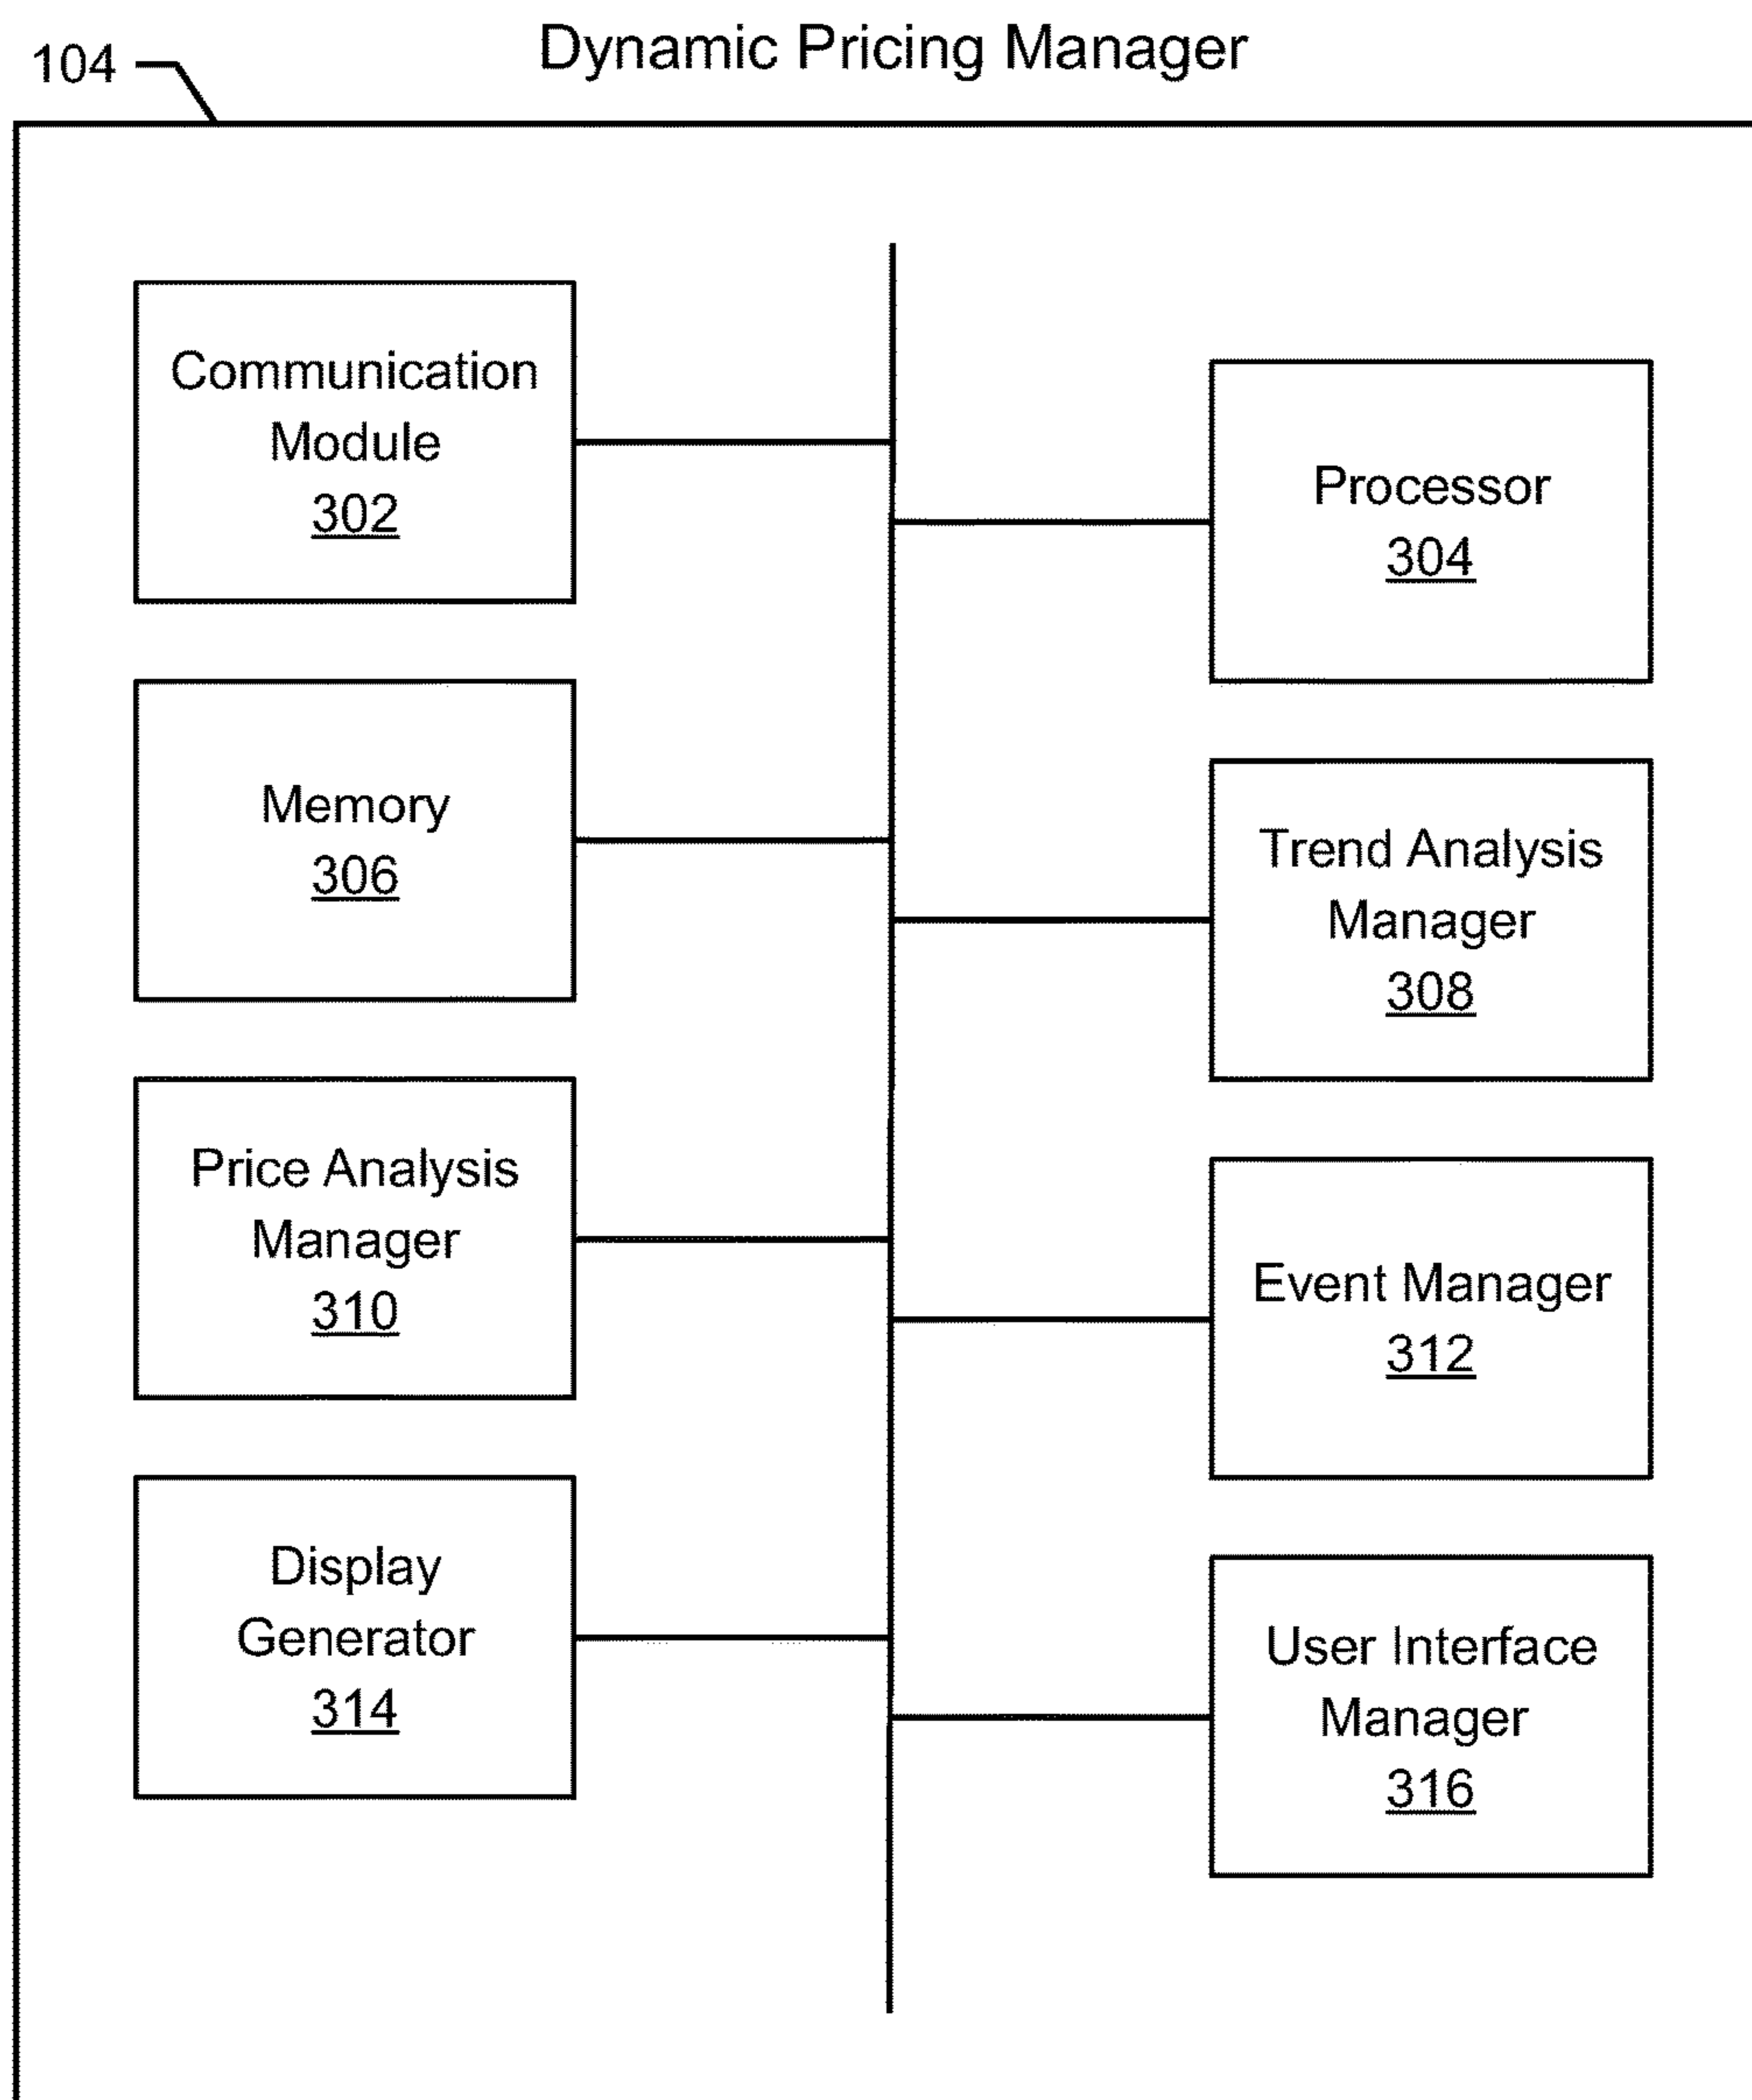 Dynamic Pricing Manager
104
Communication
Module
302
Processor
304
Memory
306
Trend Analysis
Manager
308
Price Analysis
Manager
310
Event Manager
312
Display
Generator
314
User Interface
Manager
316